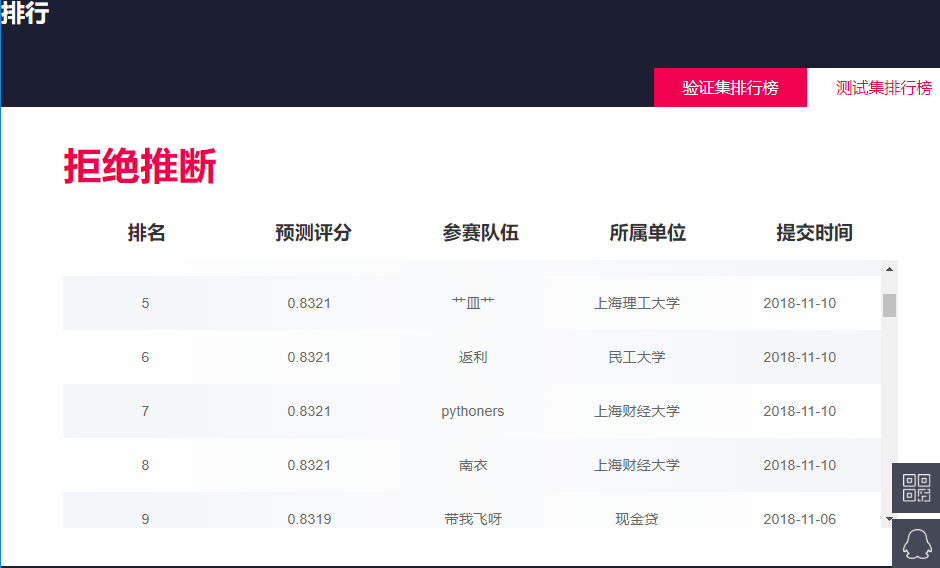 排行
验证集排行榜 测试集排行榜
拒绝推断
排名 预测评分 参赛队伍 所属单位 提交时间
5 0.8321 艹皿艹 上海理工大学 2018-11-10
6 0.8321 返利 民工大学 2018-11-10
7 0.8321 pythoners 上海财经大学 2018-11-10
8 0.8321 南衣 上海财经大学 2018-11-10
9 0.8319 带我飞呀 现金贷 2018-11-06